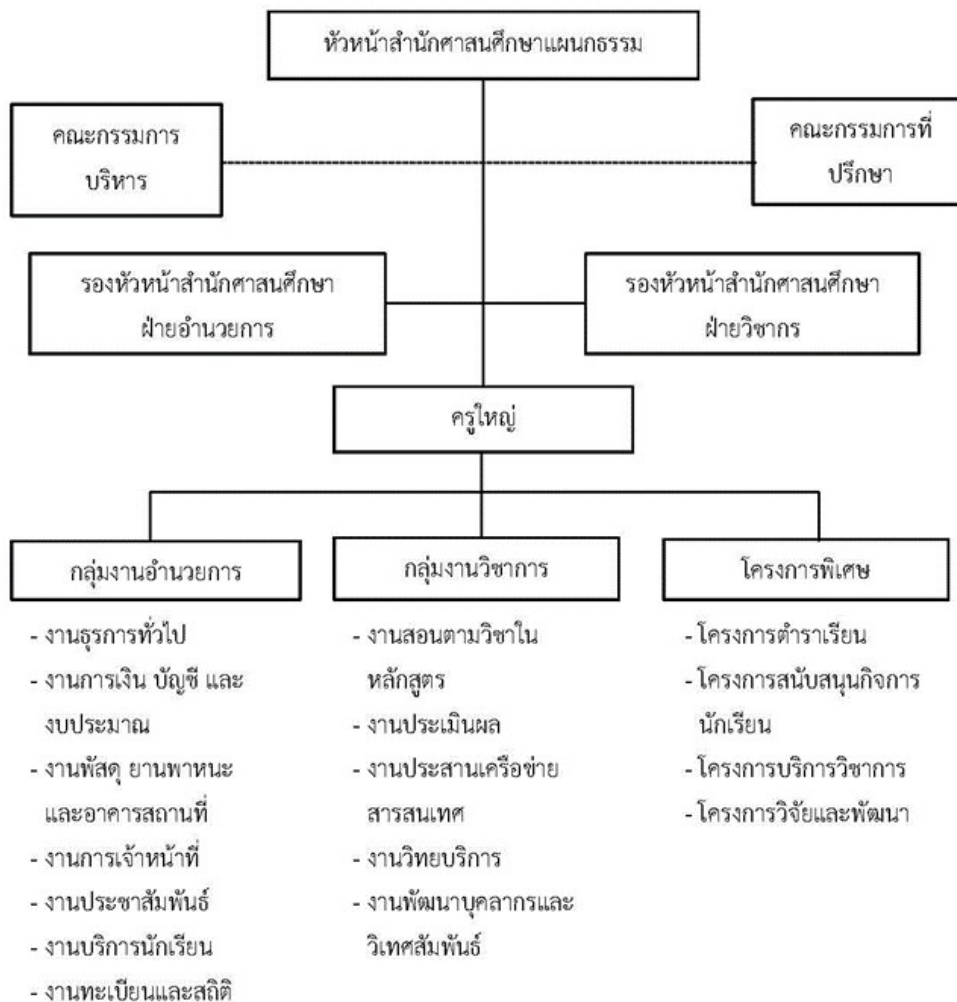 หัวหน้าสำนักศาสนศึกษาแผนกธรรม
คณะกรรมการ
บริหาร
คณะกรรมการที่
ปรึกษา
รองหัวหน้าสำนักศาสนศึกษา
ฝ่ายอำนวยการ
รองหัวหน้าสำนักศาสนศึกษา
ฝ่ายวิชากร
ครูใหญ่
กลุ่มงานอำนวยการ
- งานธุรการทั่วไป
- งานการเงิน บัญชี และ
งบประมาณ
- งานพัสดุ ยานพาหนะ
และอาคารสถานที่
- งานการเจ้าหน้าที่
- งานประชาสัมพันธ์
- งานบริการนักเรียน
- งานทะเบียนและสถิติ
กลุ่มงานวิชาการ
- งานสอนตามวิชาใน
หลักสูตร
- งานประเมินผล
- งานประสานเครือข่าย
สารสนเทศ
- งานวิทยบริการ
- งานพัฒนาบุคลากรและ
วิเทศสัมพันธ์
โครงการพิเศษ
- โครงการตำราเรียน
- โครงการสนับสนุนกิจการ
นักเรียน
- โครงการบริการวิชาการ
- โครงการวิจัยและพัฒนา